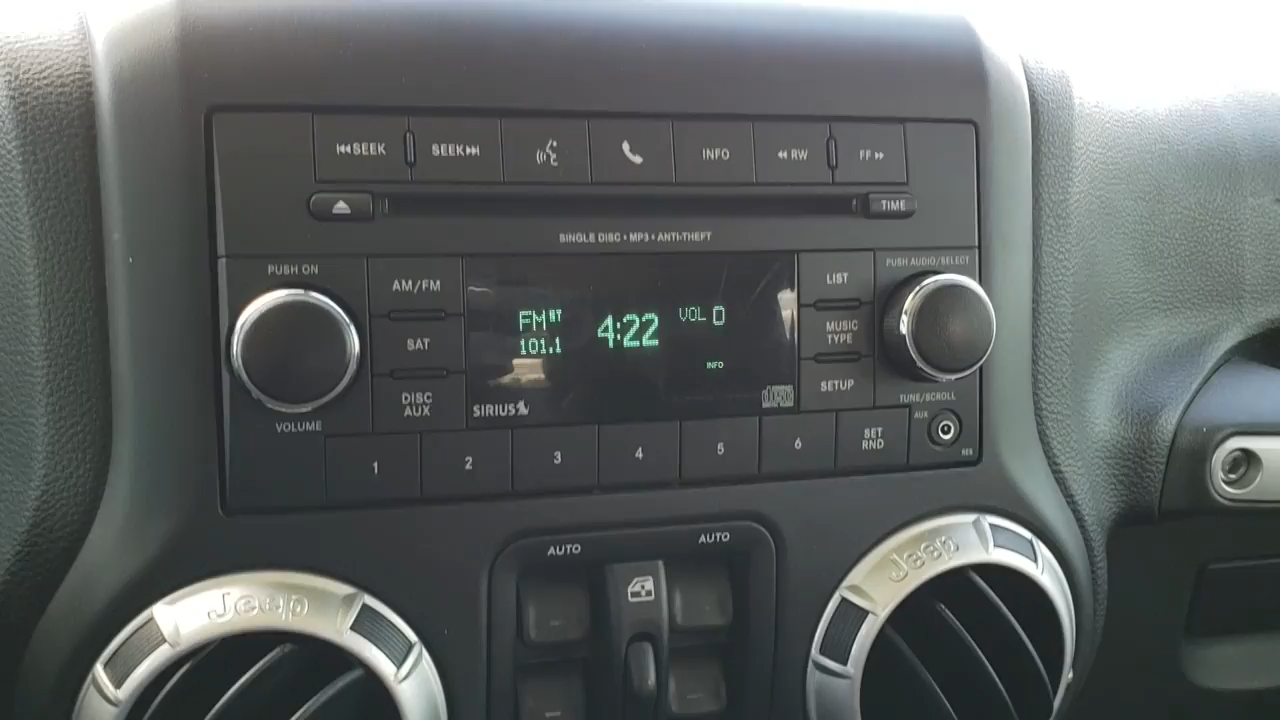 SEEK SEEK INFO RW FF
TIME
SINGLE DISC • MP3 • ANTI-THEFT
PUSH ON
VOLUME
AM/FM
SAT
DISC
AUX
FM
101.1
4:22
VOL 0
INFO
SIRIUS
COMPACT
disc
LIST
MUSIC
TYPE
SETUP
PUSH AUDIO/SELECT
TUNE/SCROLL
AUX
1 2 3 4 5 6
SET
RND
AUTO AUTO
Jeep
Jeep